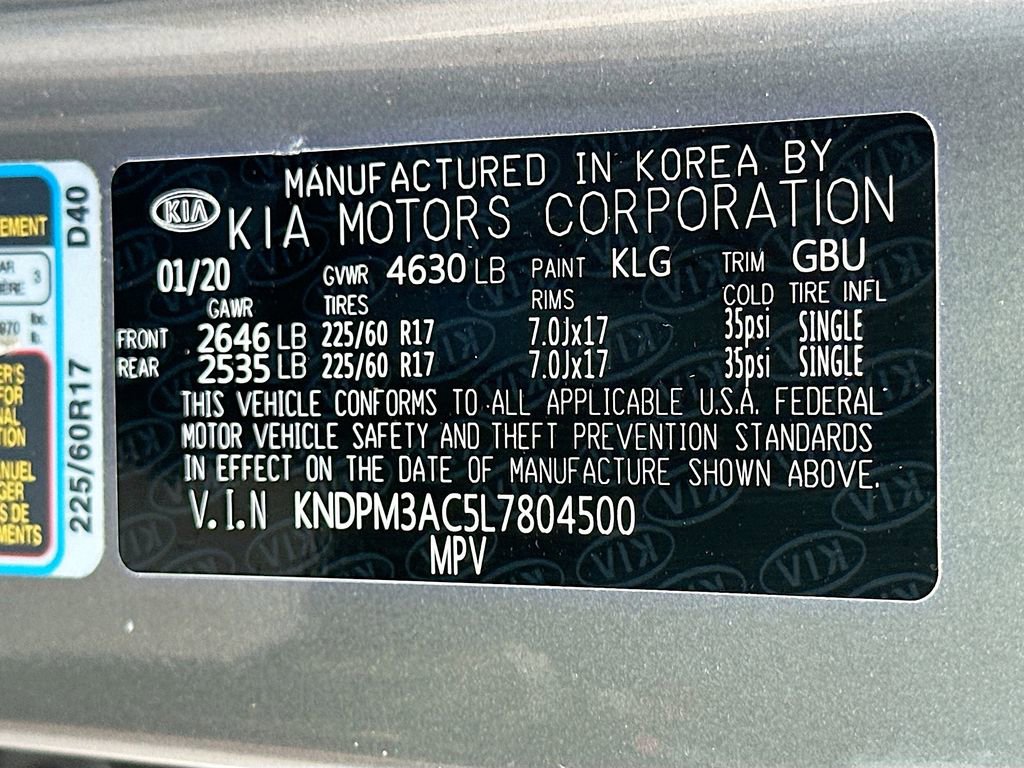 MANUFACTURED IN KOREA BY
KIA KIA MOTORS CORPORATION
01/20 GVWR 4630 LB PAINT KLG TRIM GBU
GAWR TIRES RIMS COLD TIRE INFL
FRONT 2646 LB 225/60 R17 7.0Jx17 35psi SINGLE
REAR 2535 LB 225/60 R17 7.0Jx17 35psi SINGLE
THIS VEHICLE CONFORMS TO ALL APPLICABLE U.S.A. FEDERAL
MOTOR VEHICLE SAFETY AND THEFT PREVENTION STANDARDS
IN EFFECT ON THE DATE OF MANUFACTURE SHOWN ABOVE.
V.I.N KNDPM3AC5L7804500
MPV
225/60R17 D40
3
FOR